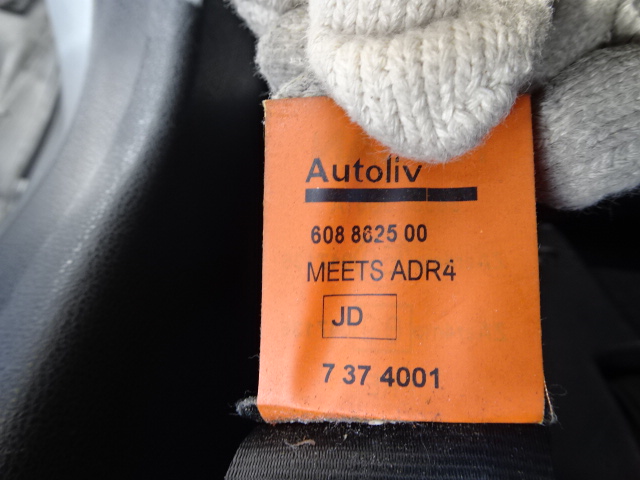 Autoliv
608 8625 00
MEETS ADR4
JD
7 37 4001